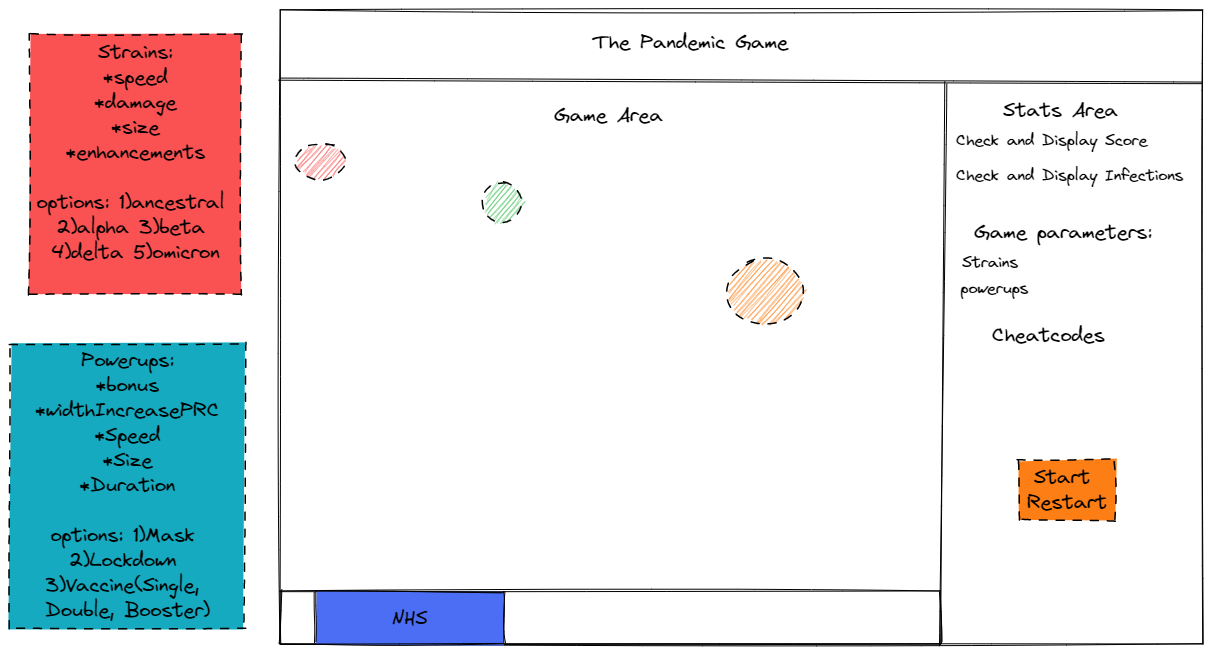 Strains:
*speed
*damage
*size
*enhancements
options: 1)ancestral
2)alpha 3)beta
4)delta 5)omicron
Powerups:
*bonus
*widthIncreasePRC
*Speed
*Size
*Duration
options: 1)Mask
2)Lockdown
3)Vaccine(Single,
Double, Booster)
The Pandemic Game
Game Area
NHS
Stats Area
Check and Display Score
Check and Display Infections
Game parameters:
Strains
powerups
Cheatcodes
Start
Restart